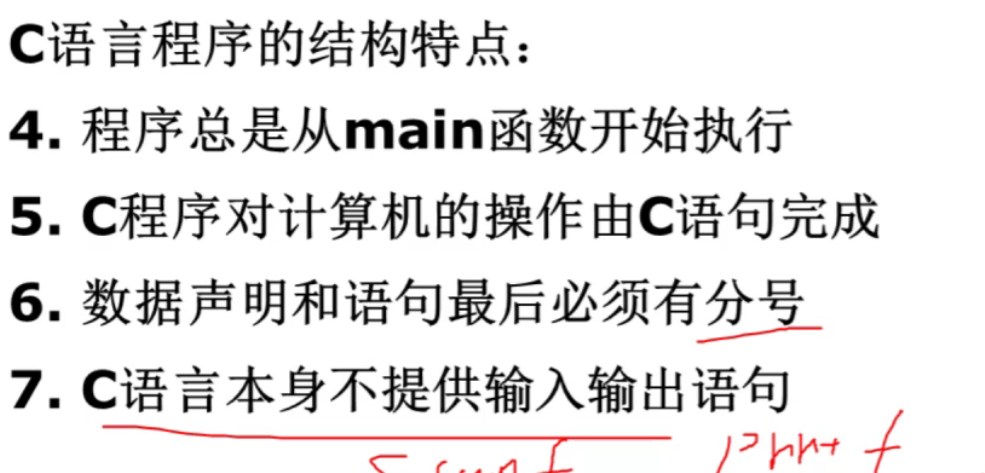 C语言程序的结构特点：
4. 程序总是从main函数开始执行
5. C程序对计算机的操作由C语句完成
6. 数据声明和语句最后必须有分号
7. C语言本身不提供输入输出语句
scanf printf